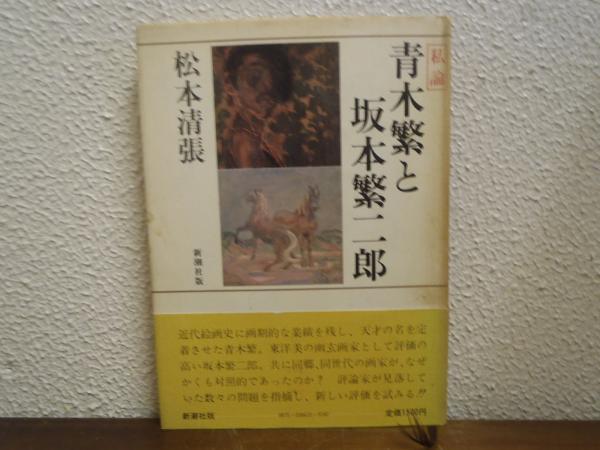 私論
青木繁と
坂本繁二郎
松本清張
新潮社版
近代絵画史に画期的な業績を残し、天才の名を定
着させた青木繁。東洋美の幽玄画家として評価の
高い坂本繁二郎。共に同郷、同世代の画家が、なぜ
かくも対照的であったのか? 評論家が見落して
いた数々の問題を指摘し、新しい評価を試みる!!
新潮社版
定価1500円